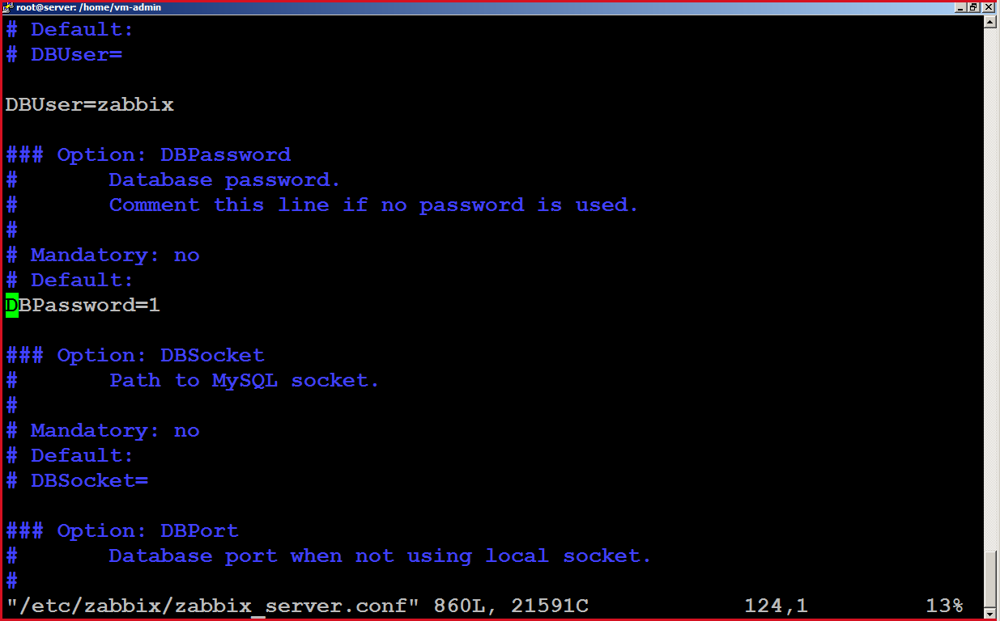 root@server: /home/vm-admin
# Default:
# DBUser=
DBUser=zabbix
### Option: DBPassword
#       Database password.
#       Comment this line if no password is used.
#
# Mandatory: no
# Default:
DBPassword=1
### Option: DBSocket
#       Path to MySQL socket.
#
# Mandatory: no
# Default:
# DBSocket=
### Option: DBPort
#       Database port when not using local socket.
#
"/etc/zabbix/zabbix_server.conf" 860L, 21591C 124,1 13%